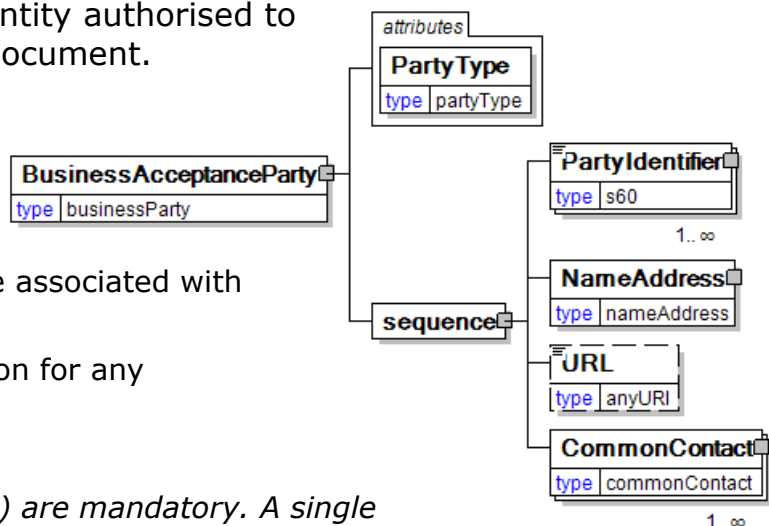 ntity authorised to
ocument.
attributes
PartyType
type partyType
BusinessAcceptanceParty
type businessParty
PartyIdentifier
type s60
1..∞
e associated with
NameAddress
type nameAddress
sequence
on for any
URL
type anyURI
CommonContact
type commonContact
) are mandatory. A single
1..∞